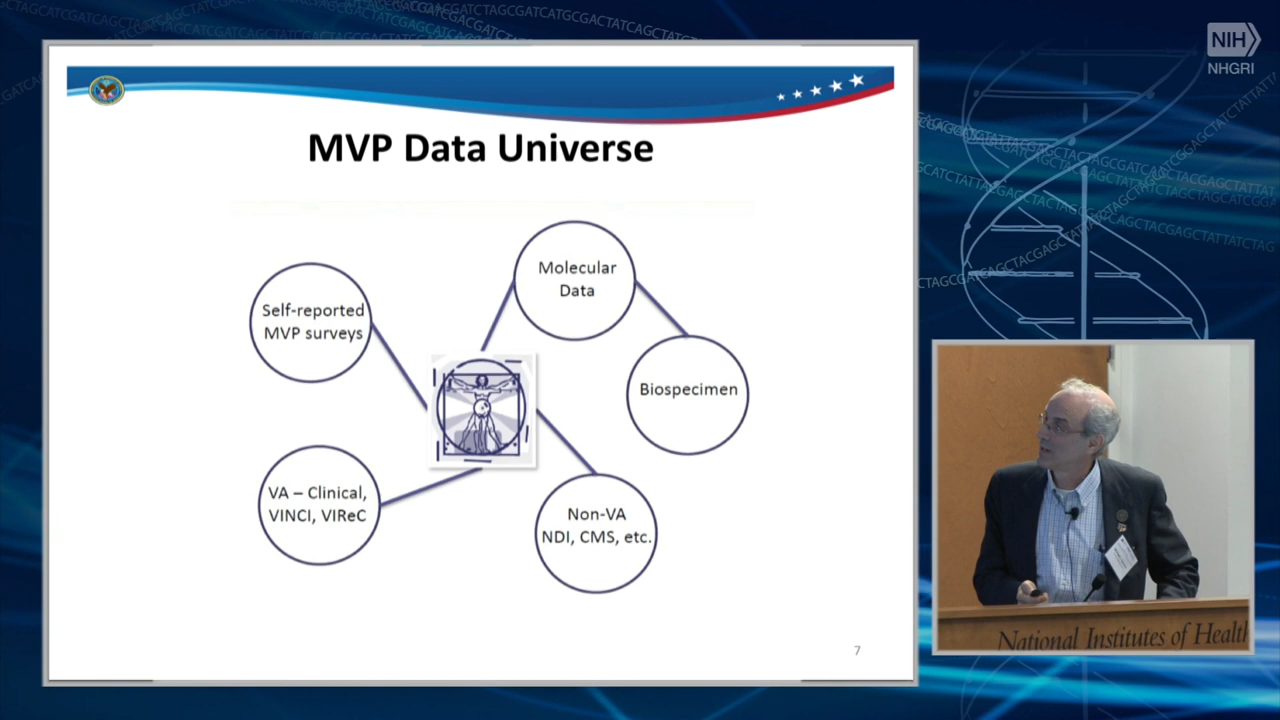 NIH
NHGRI
MVP Data Universe
Molecular
Data
Self-reported
MVP surveys
Biospecimen
VA – Clinical,
VINCI, VIReC
Non-VA
NDI, CMS, etc.
7
National Institutes of Health